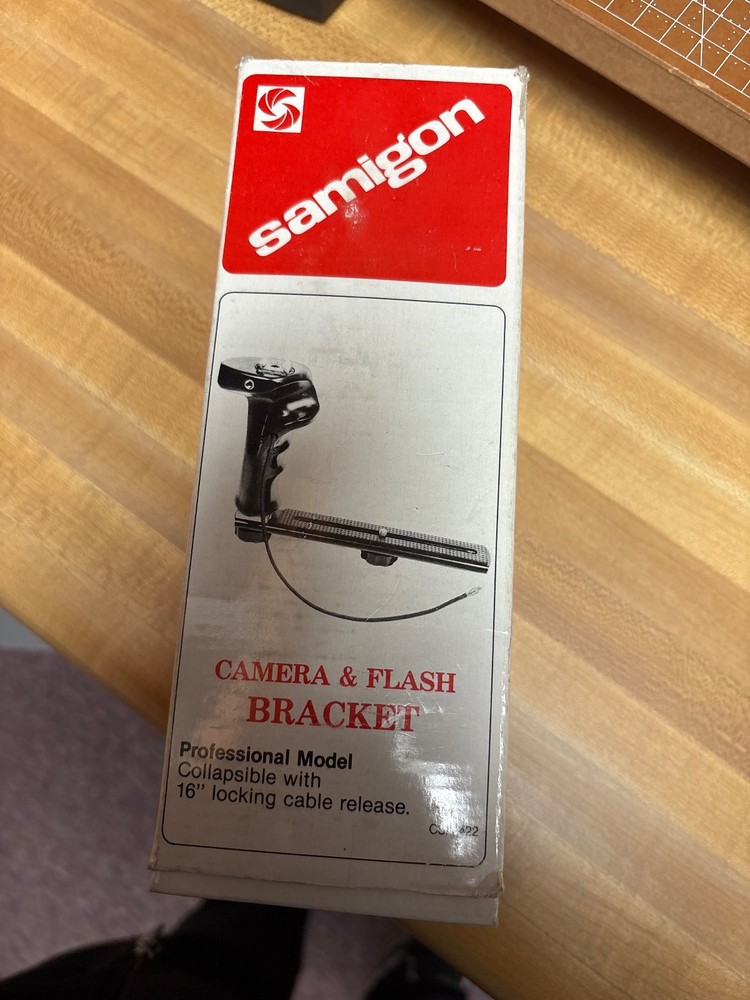 samigon
CAMERA & FLASH
BRACKET
Professional Model
Collapsible with
16" locking cable release.